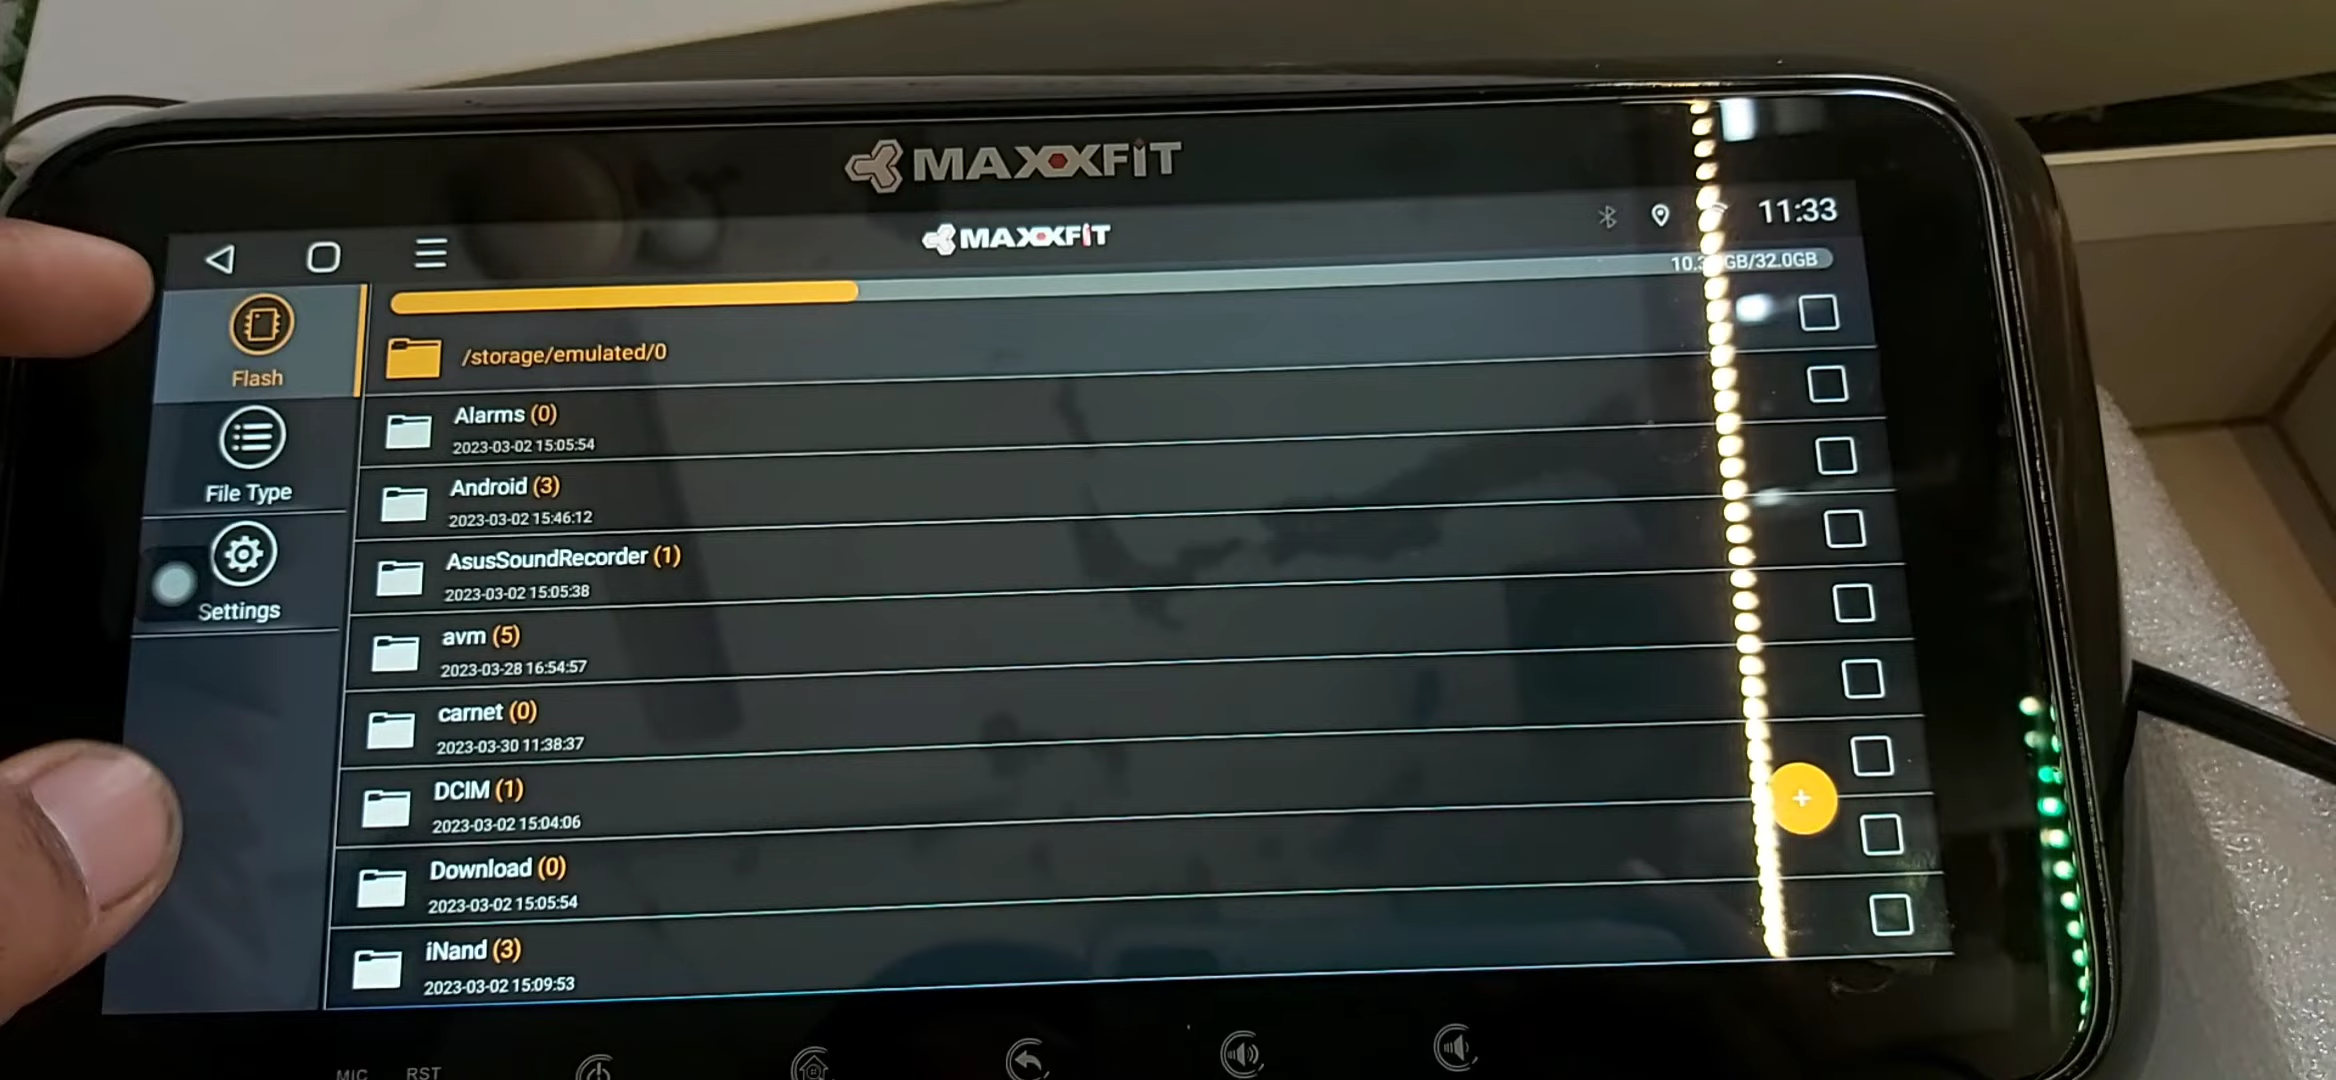 MAXXFiT
MAXXFiT
11:33
GB/32.0GB
Flash
/storage/emulated/0
Alarms (0)
2023-03-02 15:05:54
Android (3)
2023-03-02 15:46:12
File Type
AsusSoundRecorder (1)
2023-03-02 15:05:38
Settings
avm (5)
2023-03-28 16:54:57
carnet (0)
2023-03-30 11:38:37
DCIM (1)
2023-03-02 15:04:06
Download (0)
2023-03-02 15:05:54
iNand (3)
2023-03-02 15:09:53
MIC RST